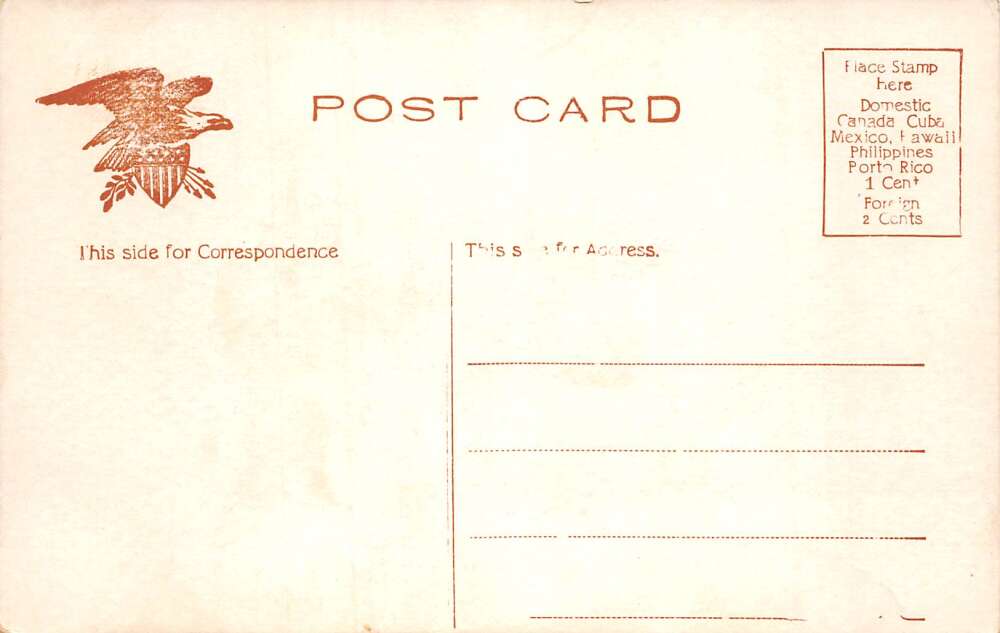 POST CARD
Place Stamp
here
Domestic
Canada Cuba
Mexico, Hawaii
Philippines
Porto Rico
1 Cent
Foreign
2 Cents
This side for Correspondence
This side for Address.